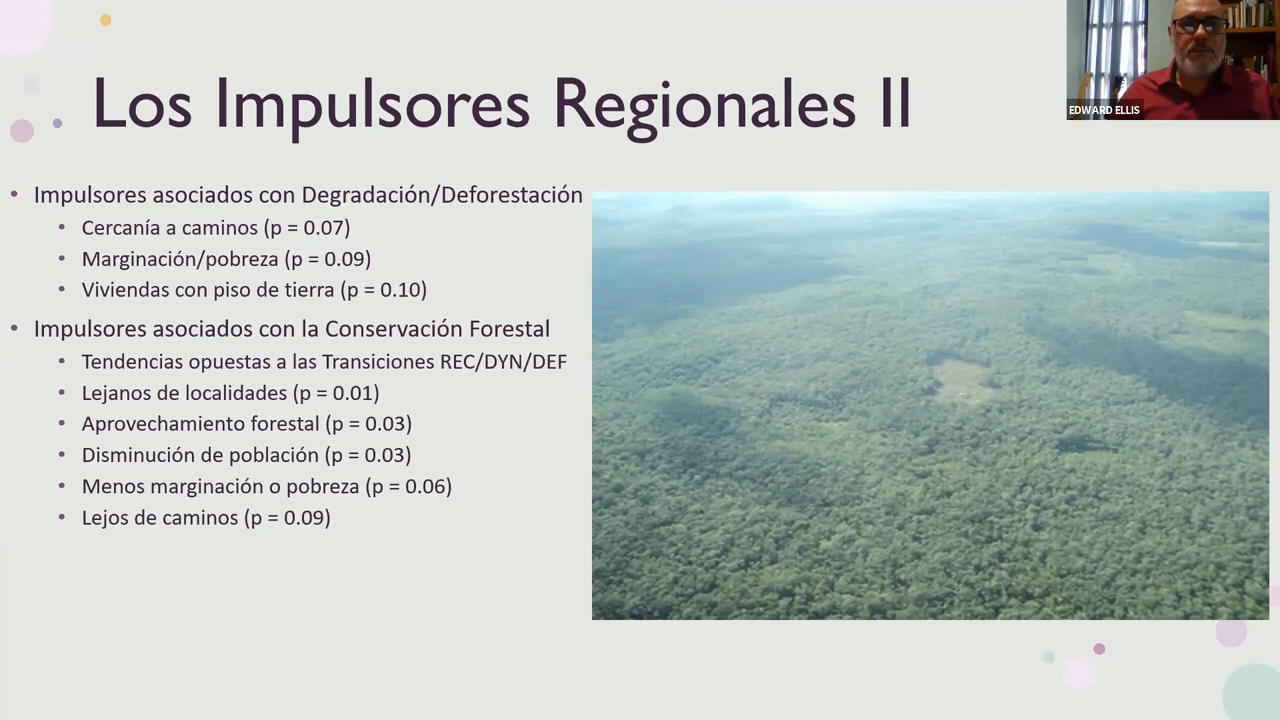 Los Impulsores Regionales II
EDWARD ELLIS
• Impulsores asociados con Degradación/Deforestación
• Cercanía a caminos (p = 0.07)
• Marginación/pobreza (p = 0.09)
• Viviendas con piso de tierra (p = 0.10)
• Impulsores asociados con la Conservación Forestal
• Tendencias opuestas a las Transiciones REC/DYN/DEF
• Lejanos de localidades (p = 0.01)
• Aprovechamiento forestal (p = 0.03)
• Disminución de población (p = 0.03)
• Menos marginación o pobreza (p = 0.06)
• Lejos de caminos (p = 0.09)